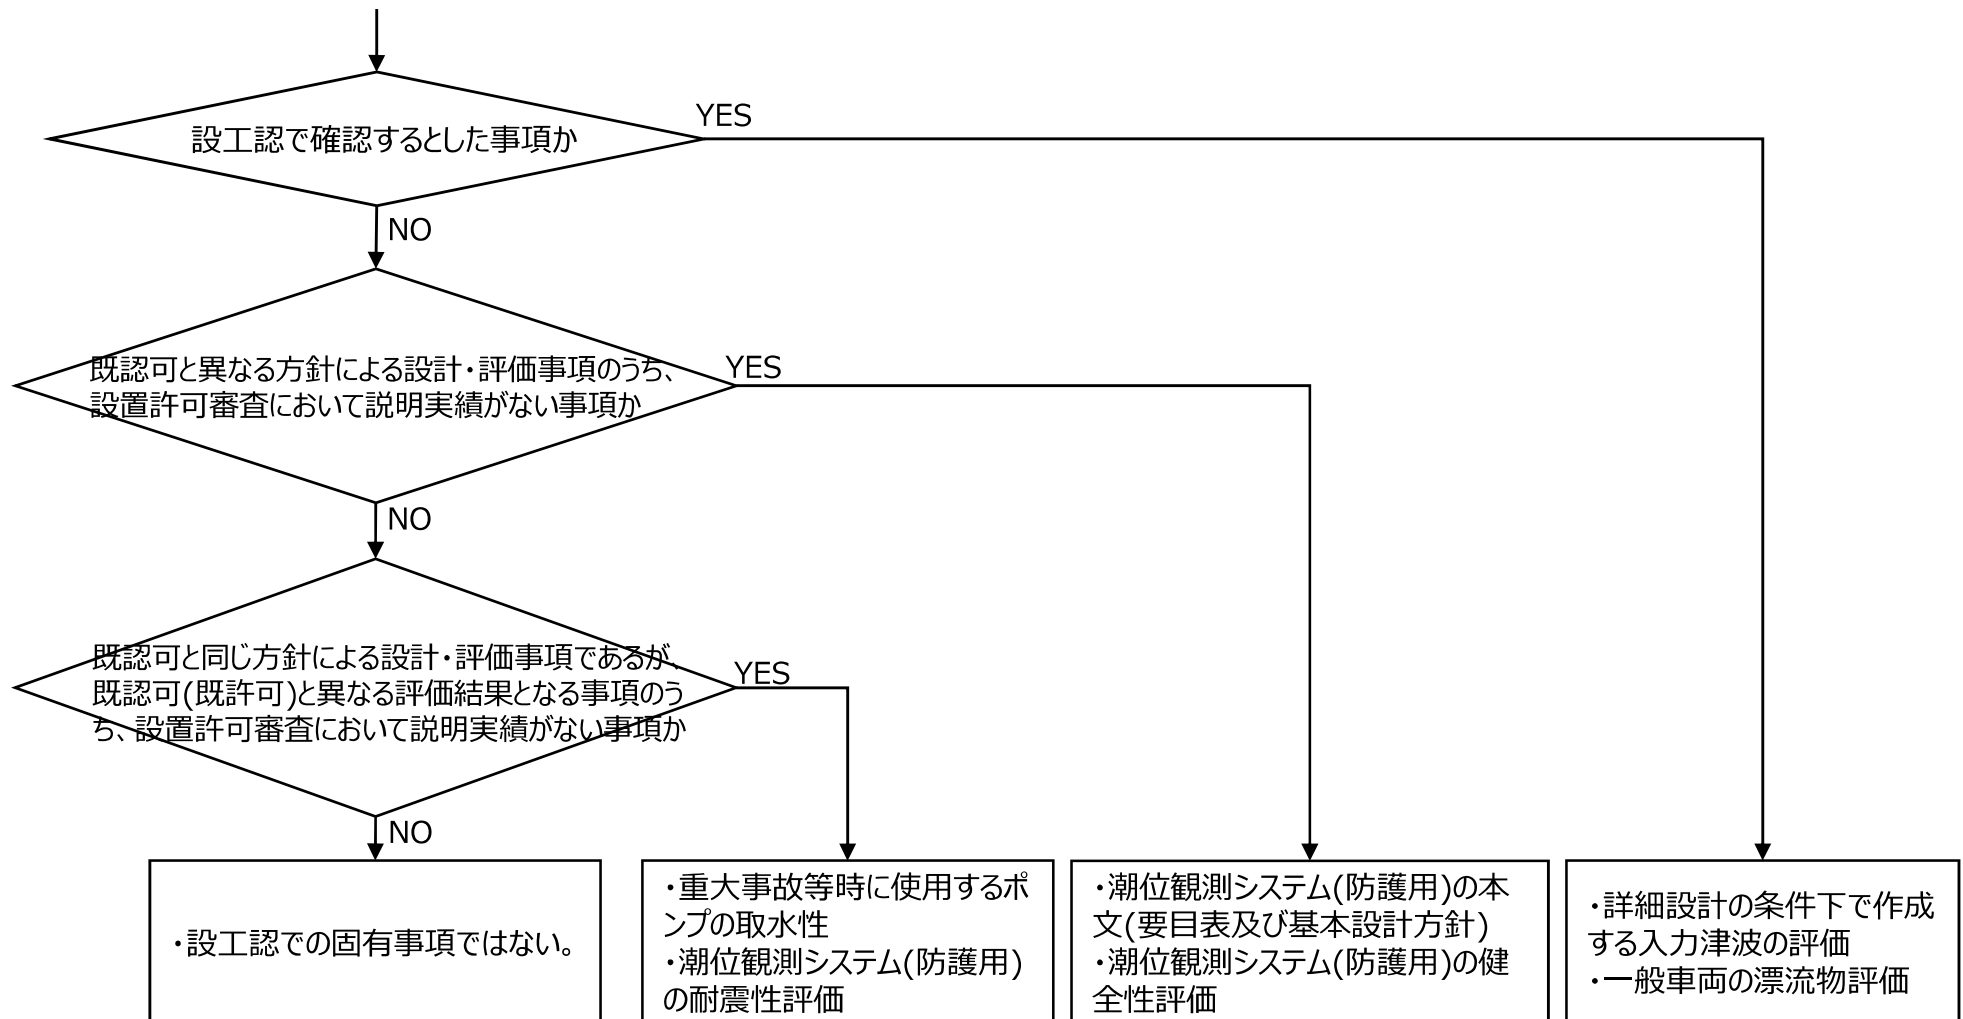 設工認で確認するとした事項か
YES
NO
既認可と異なる方針による設計・評価事項のうち、
設置許可審査において説明実績がない事項か
YES
NO
既認可と同じ方針による設計・評価事項であるが、
既認可(既許可)と異なる評価結果となる事項のう
ち、設置許可審査において説明実績がない事項か
YES
NO
・設工認での固有事項ではない。
・重大事故等時に使用するポ
ンプの取水性
・潮位観測システム(防護用)
の耐震性評価
・潮位観測システム(防護用)の本
文(要目表及び基本設計方針)
・潮位観測システム(防護用)の健
全性評価
・詳細設計の条件下で作成
する入力津波の評価
・一般車両の漂流物評価